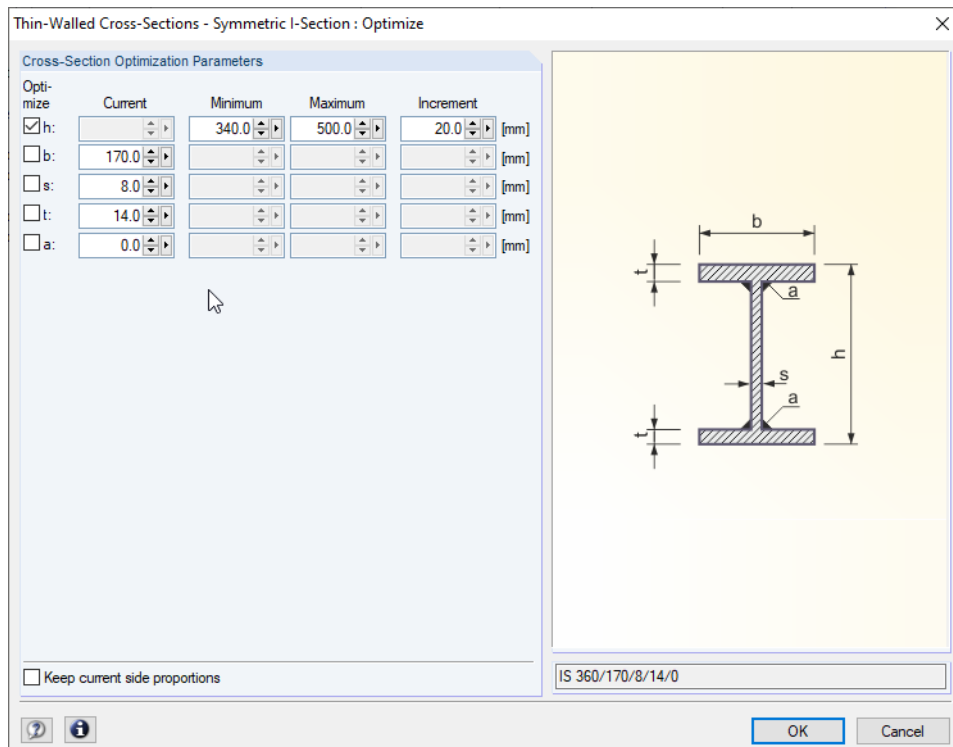 Thin-Walled Cross-Sections - Symmetric I-Section : Optimize
Cross-Section Optimization Parameters
Opti-
mize Current Minimum Maximum Increment
h: 340.0 500.0 20.0 [mm]
b: 170.0 [mm]
s: 8.0 [mm]
t: 14.0 [mm]
a: 0.0 [mm]
b
t
a
h
s
a
t
Keep current side proportions
IS 360/170/8/14/0
OK Cancel